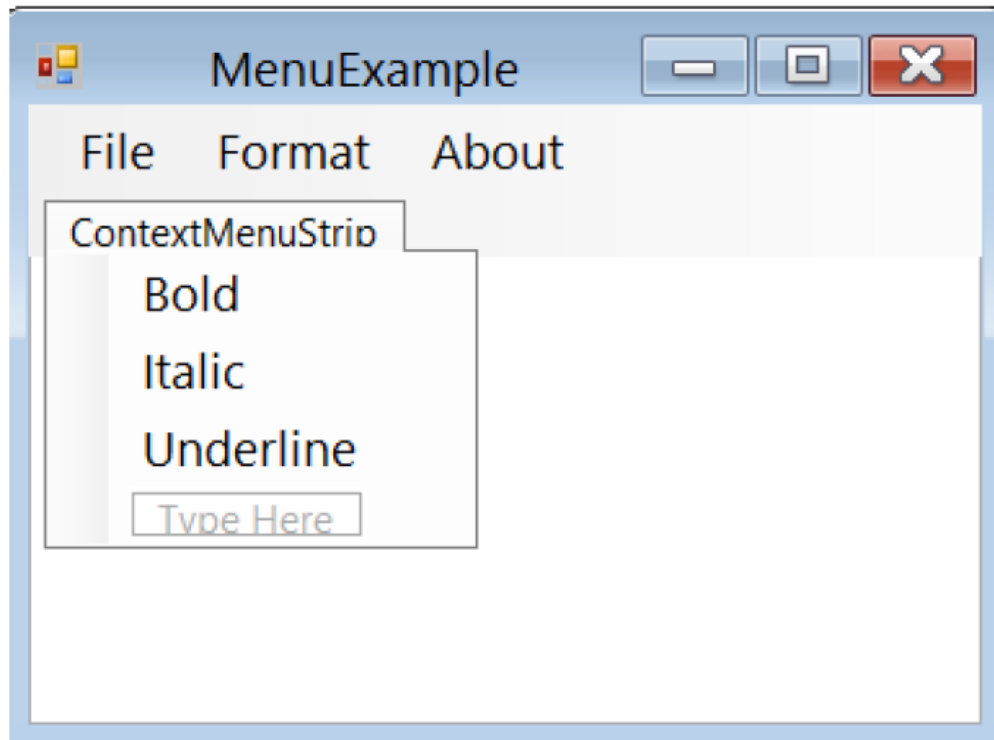 MenuExample
File Format About
ContextMenuStrip
Bold
Italic
Underline
Type Here